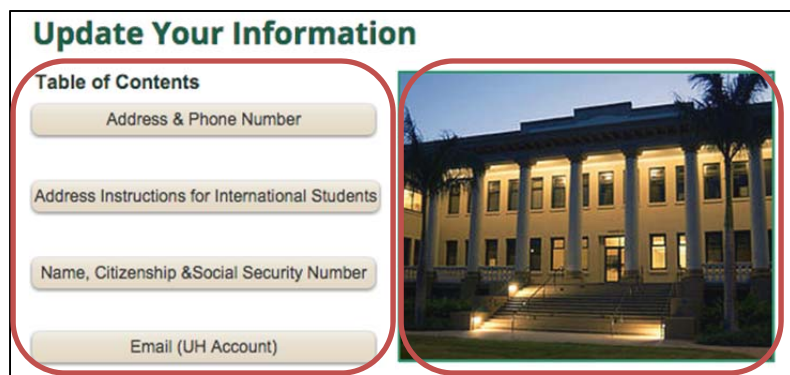 Update Your Information
Table of Contents
Address & Phone Number
Address Instructions for International Students
Name, Citizenship &Social Security Number
Email (UH Account)